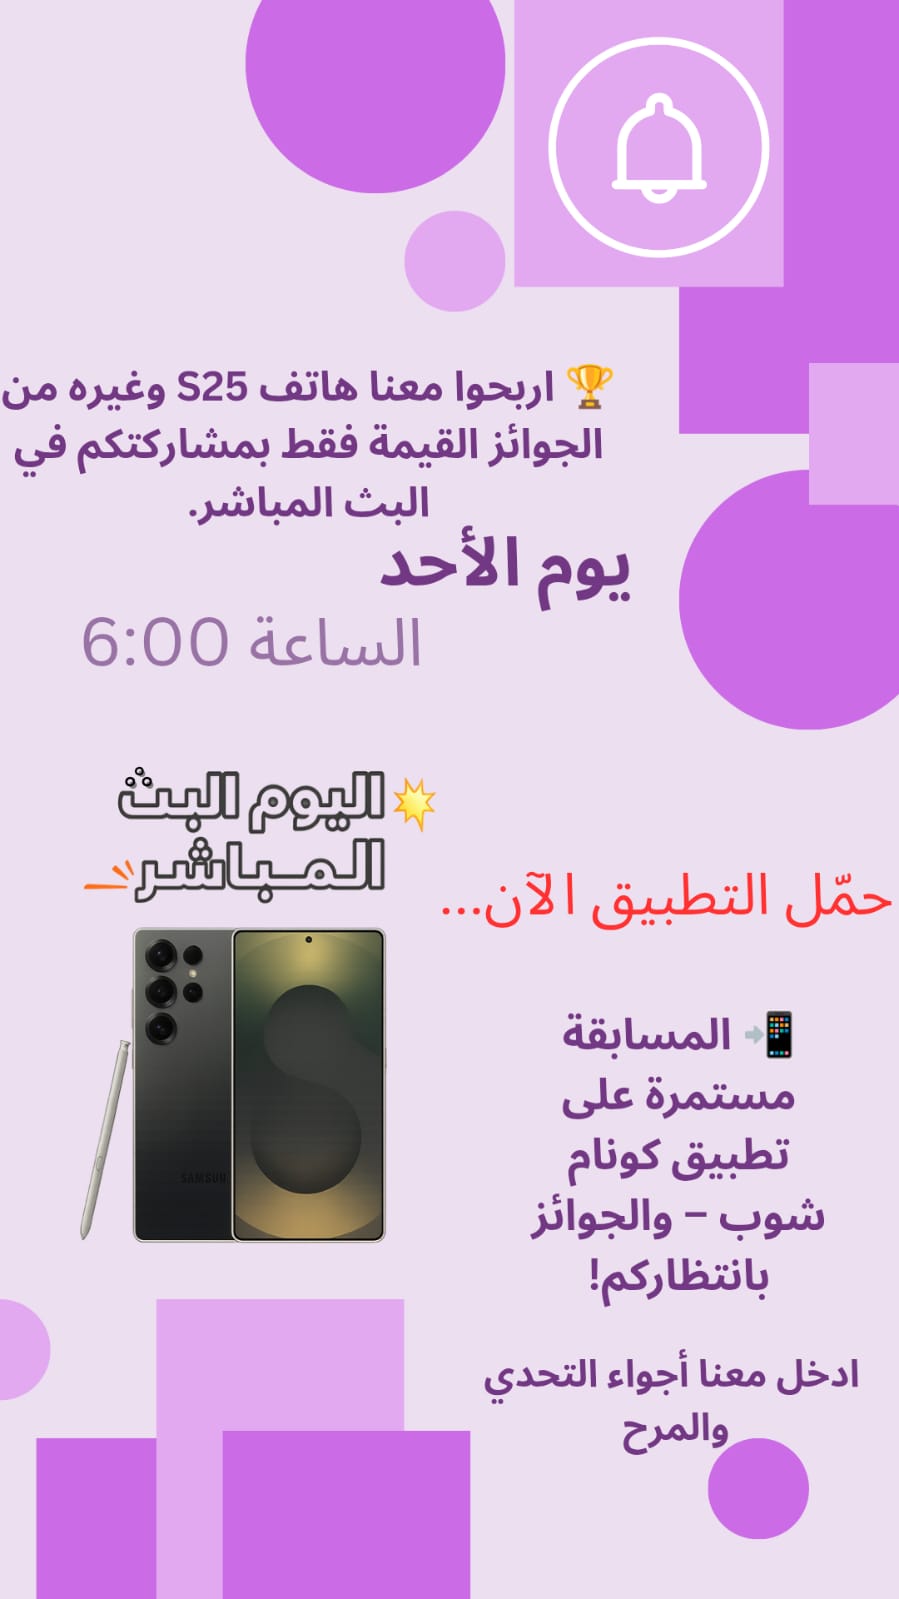 🏆 اربحوا معنا هاتف S25 وغيره من
الجوائز القيمة فقط بمشاركتكم في
البث المباشر.
يوم الأحد
الساعة 6:00
اليوم البث
المباشر
حمّل التطبيق الآن...
📲 المسابقة
مستمرة على
تطبيق كونام
شوب – والجوائز
بانتظاركم!
ادخل معنا أجواء التحدي
والمرح
SAMSUN